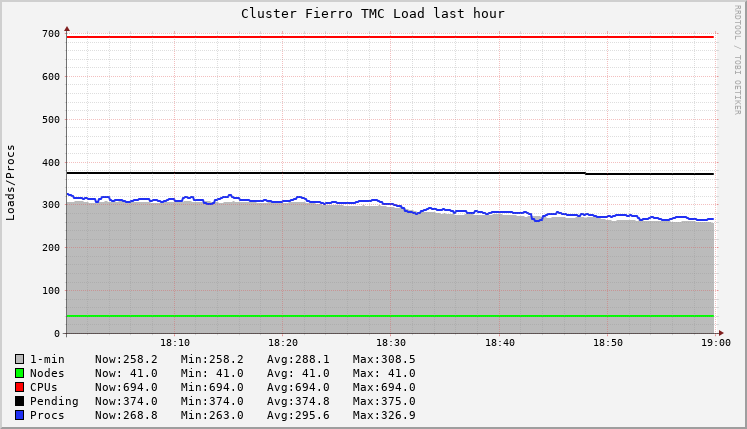 Cluster Fierro TMC Load last hour
RRDTOOL / TOBI OETIKER
Loads/Procs
700
600
500
400
300
200
100
0
18:10 18:20 18:30 18:40 18:50 19:00
1-min Now:258.2 Min:258.2 Avg:288.1 Max:308.5
Nodes Now: 41.0 Min: 41.0 Avg: 41.0 Max: 41.0
CPUs Now:694.0 Min:694.0 Avg:694.0 Max:694.0
Pending Now:374.0 Min:374.0 Avg:374.8 Max:375.0
Procs Now:268.8 Min:263.0 Avg:295.6 Max:326.9